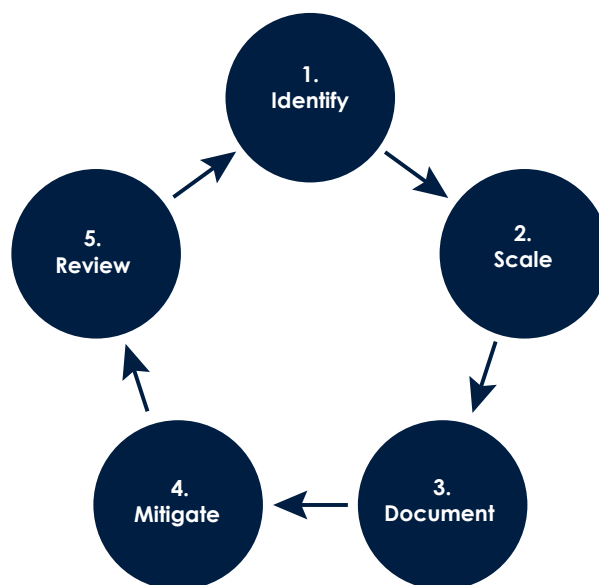 1.
Identify
2.
Scale
3.
Document
4.
Mitigate
5.
Review